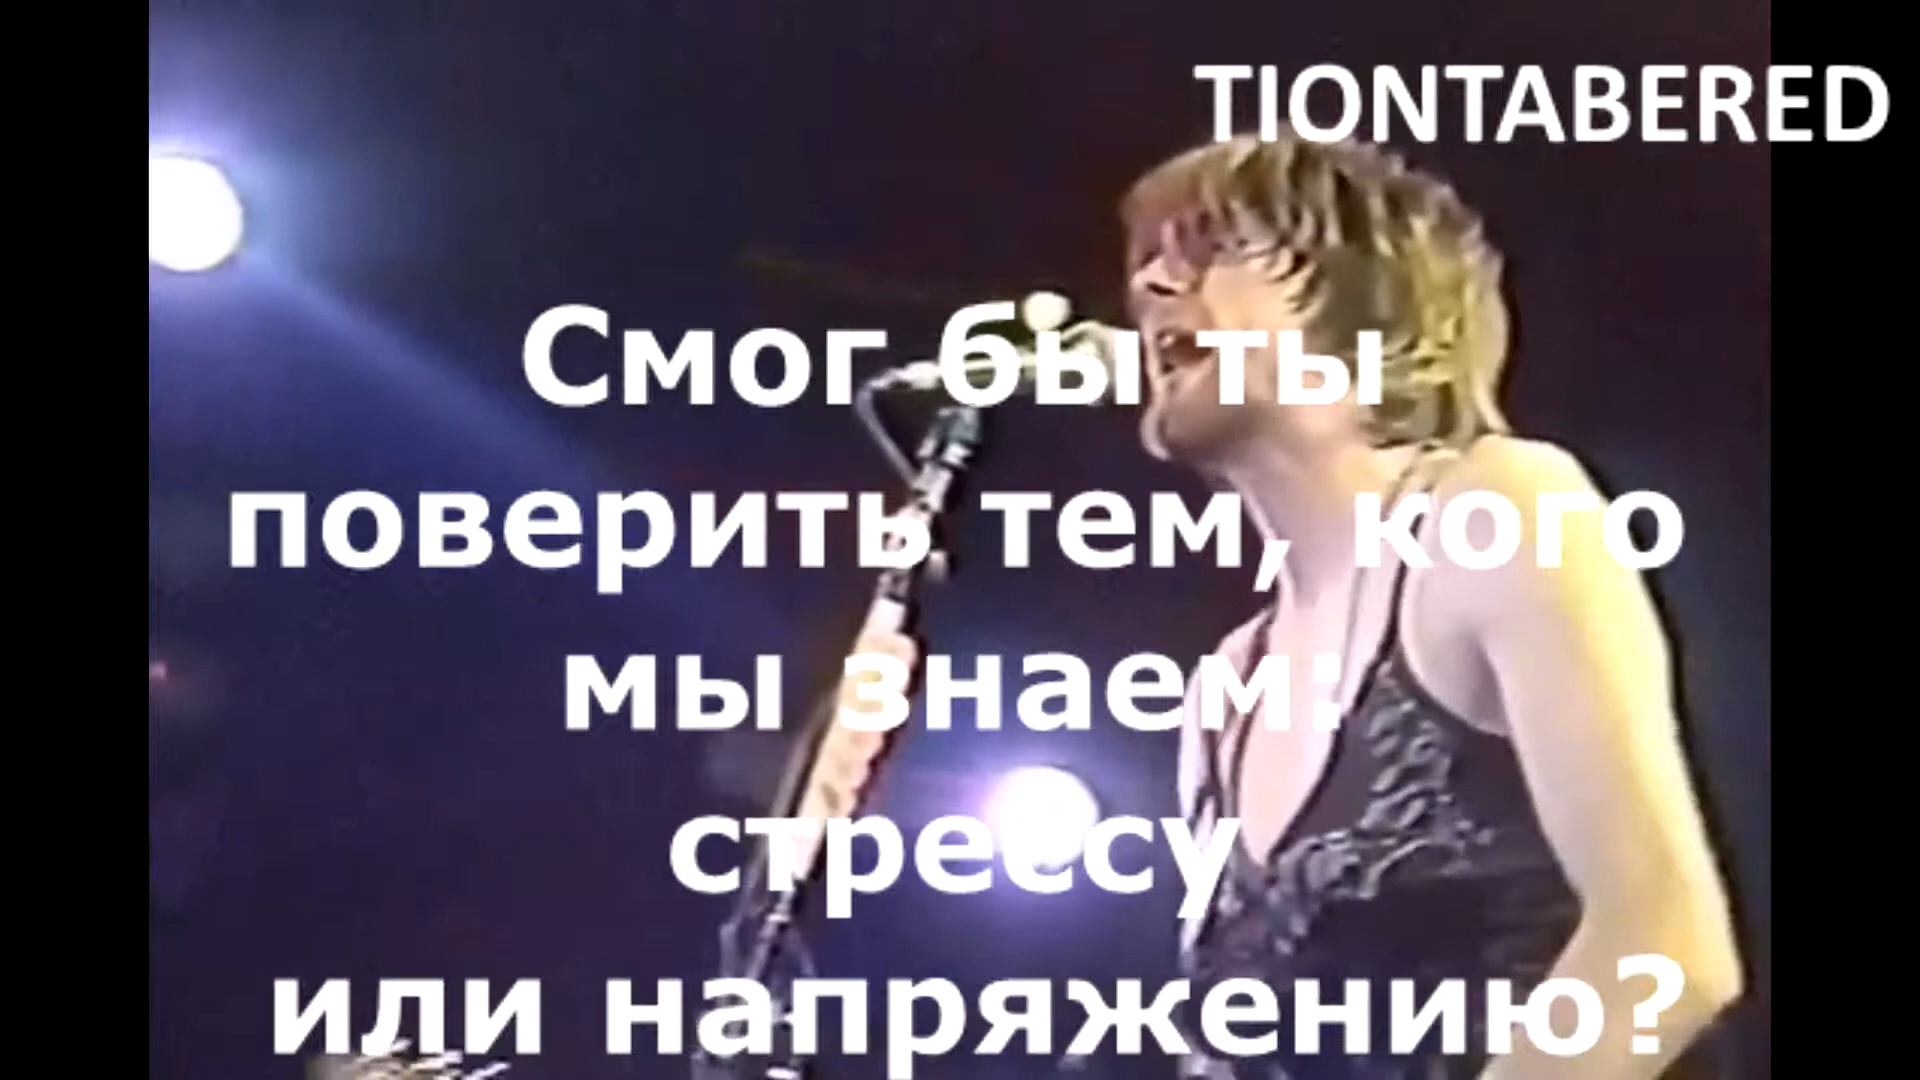 TIONTABERED
Смог бы ты
поверить тем, кого
мы знаем:
стрессу
или напряжению?